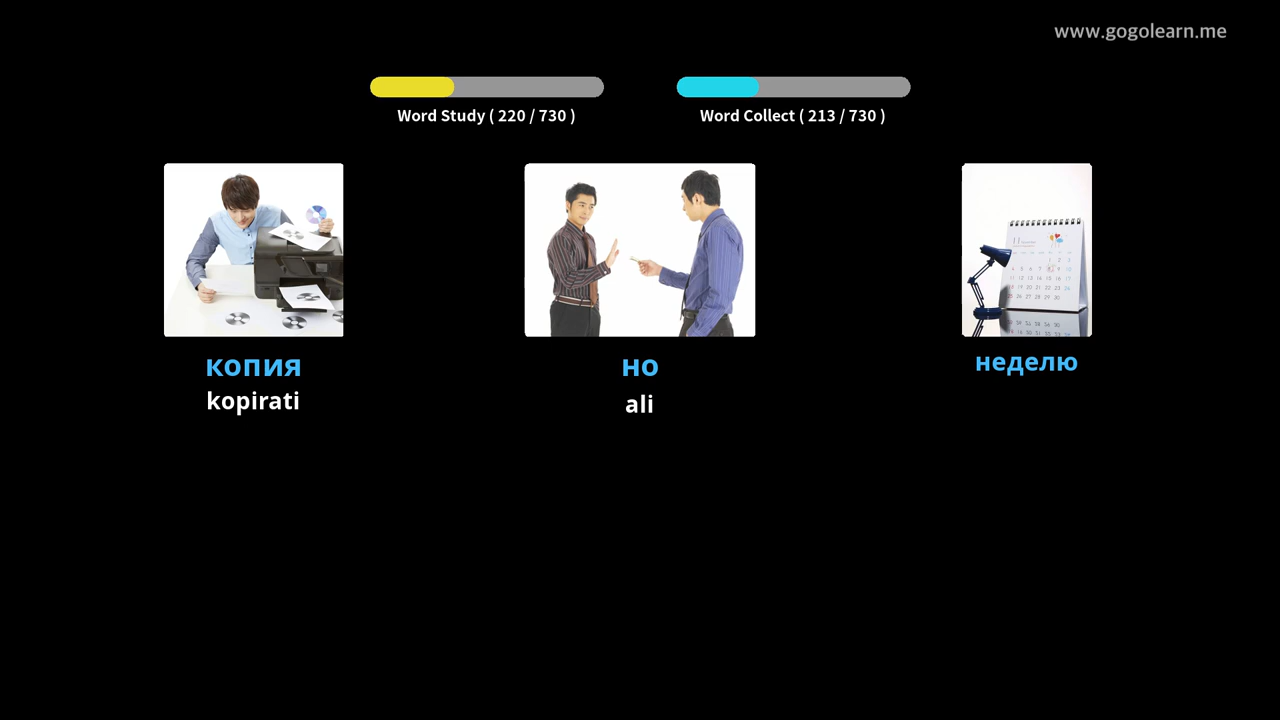 www.gogolearn.me
Word Study ( 220 / 730 )
Word Collect ( 213 / 730 )
копия
kopirati
но
ali
неделю